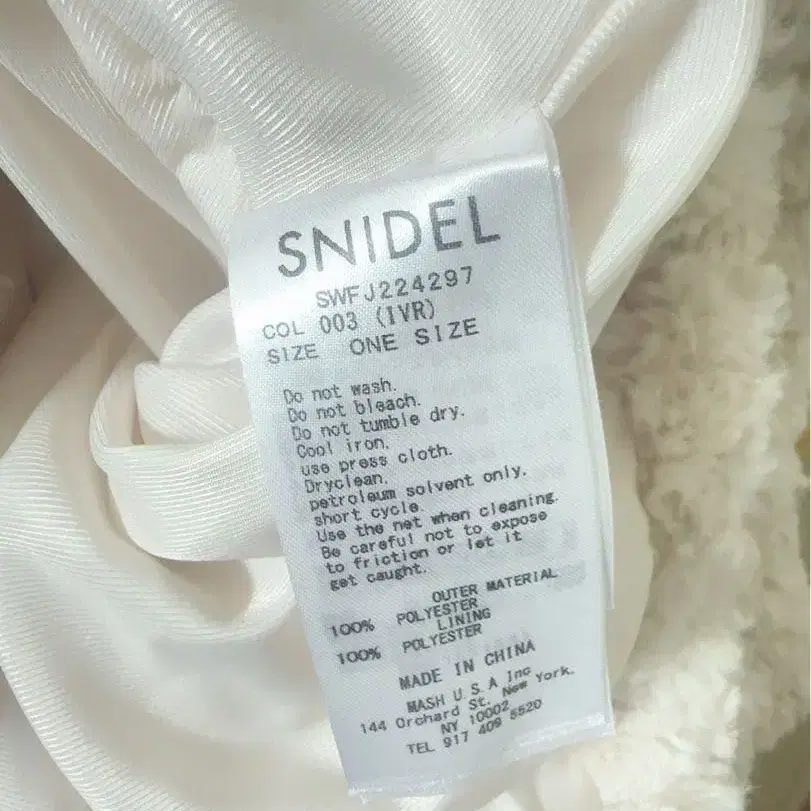 SNIDEL
SWFJ224297
COL 003 (IVR)
SIZE ONE SIZE
Do not wash.
Do not bleach.
Do not tumble dry.
Cool iron.
use press cloth.
Dryclean.
petroleum solvent only.
short cycle.
Use the net when cleaning.
Be careful not to expose
to friction or let it
get caught.
OUTER MATERIAL
100% POLYESTER
LINING
100% POLYESTER
MADE IN CHINA
MASH U.S.A Inc
144 Orchard St. New York.
NY 10002
TEL 917 409 5520